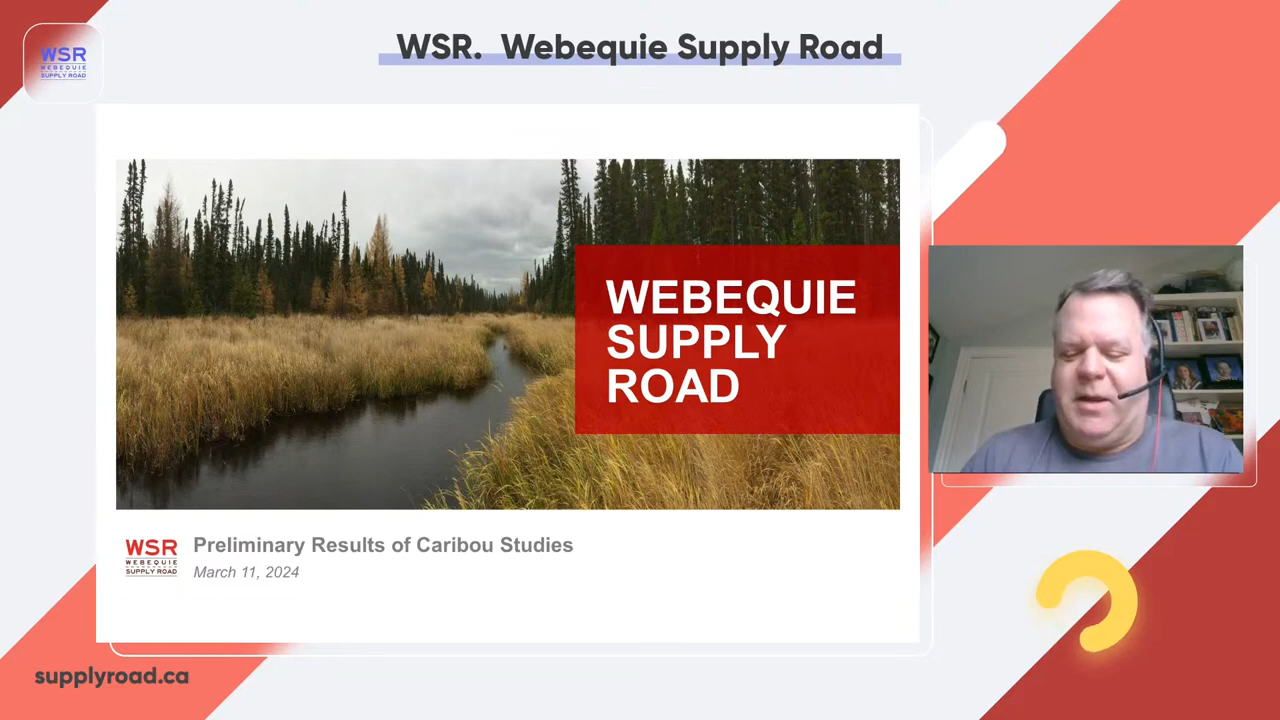 WSR
WEBEQUIE
SUPPLY ROAD
WSR. Webequie Supply Road
WEBEQUIE
SUPPLY
ROAD
WSR
WEBEQUIE
SUPPLY ROAD
Preliminary Results of Caribou Studies
March 11, 2024
supplyroad.ca